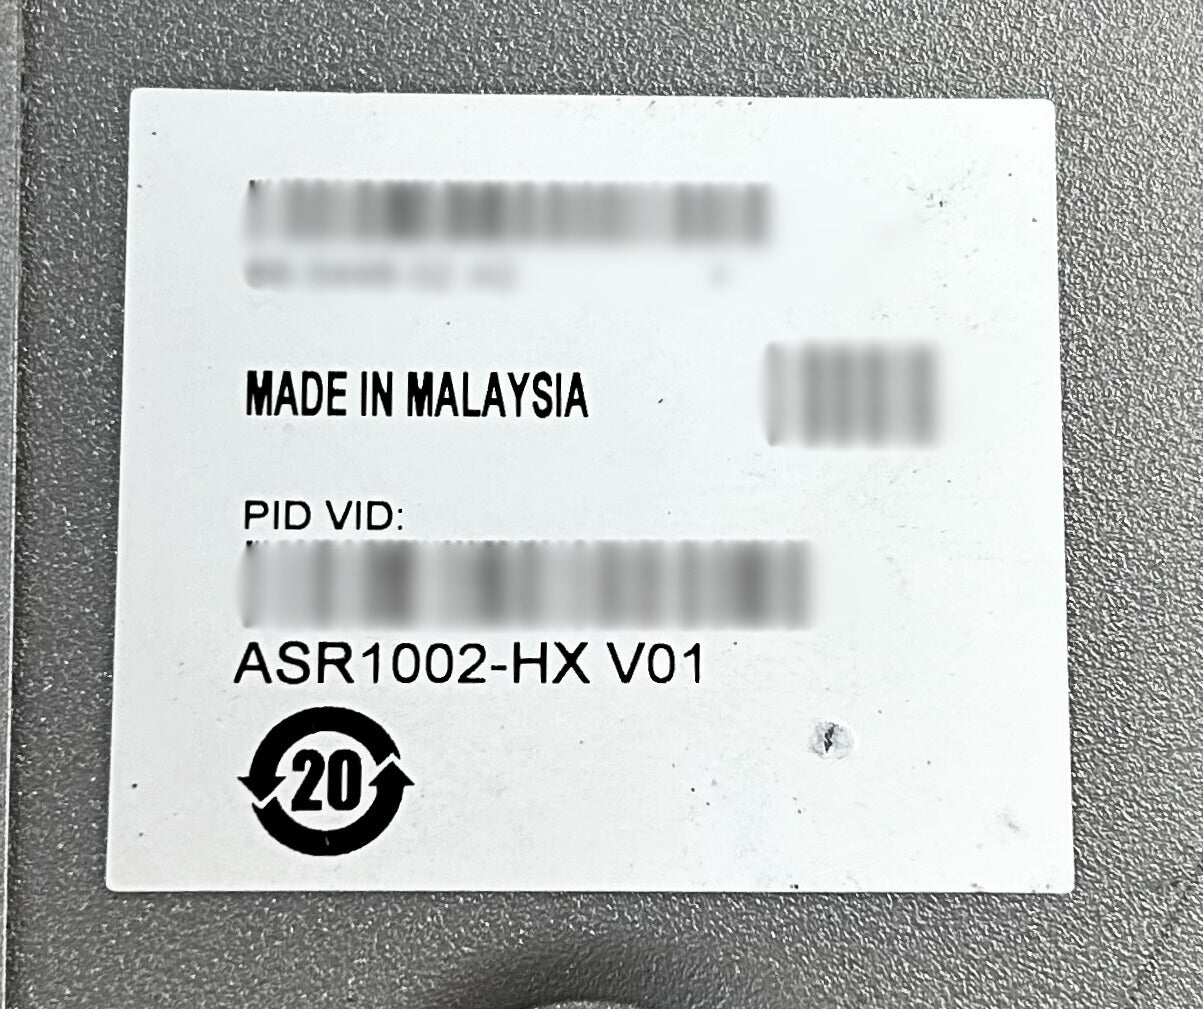 MADE IN MALAYSIA
PID VID:
ASR1002-HX V01
20